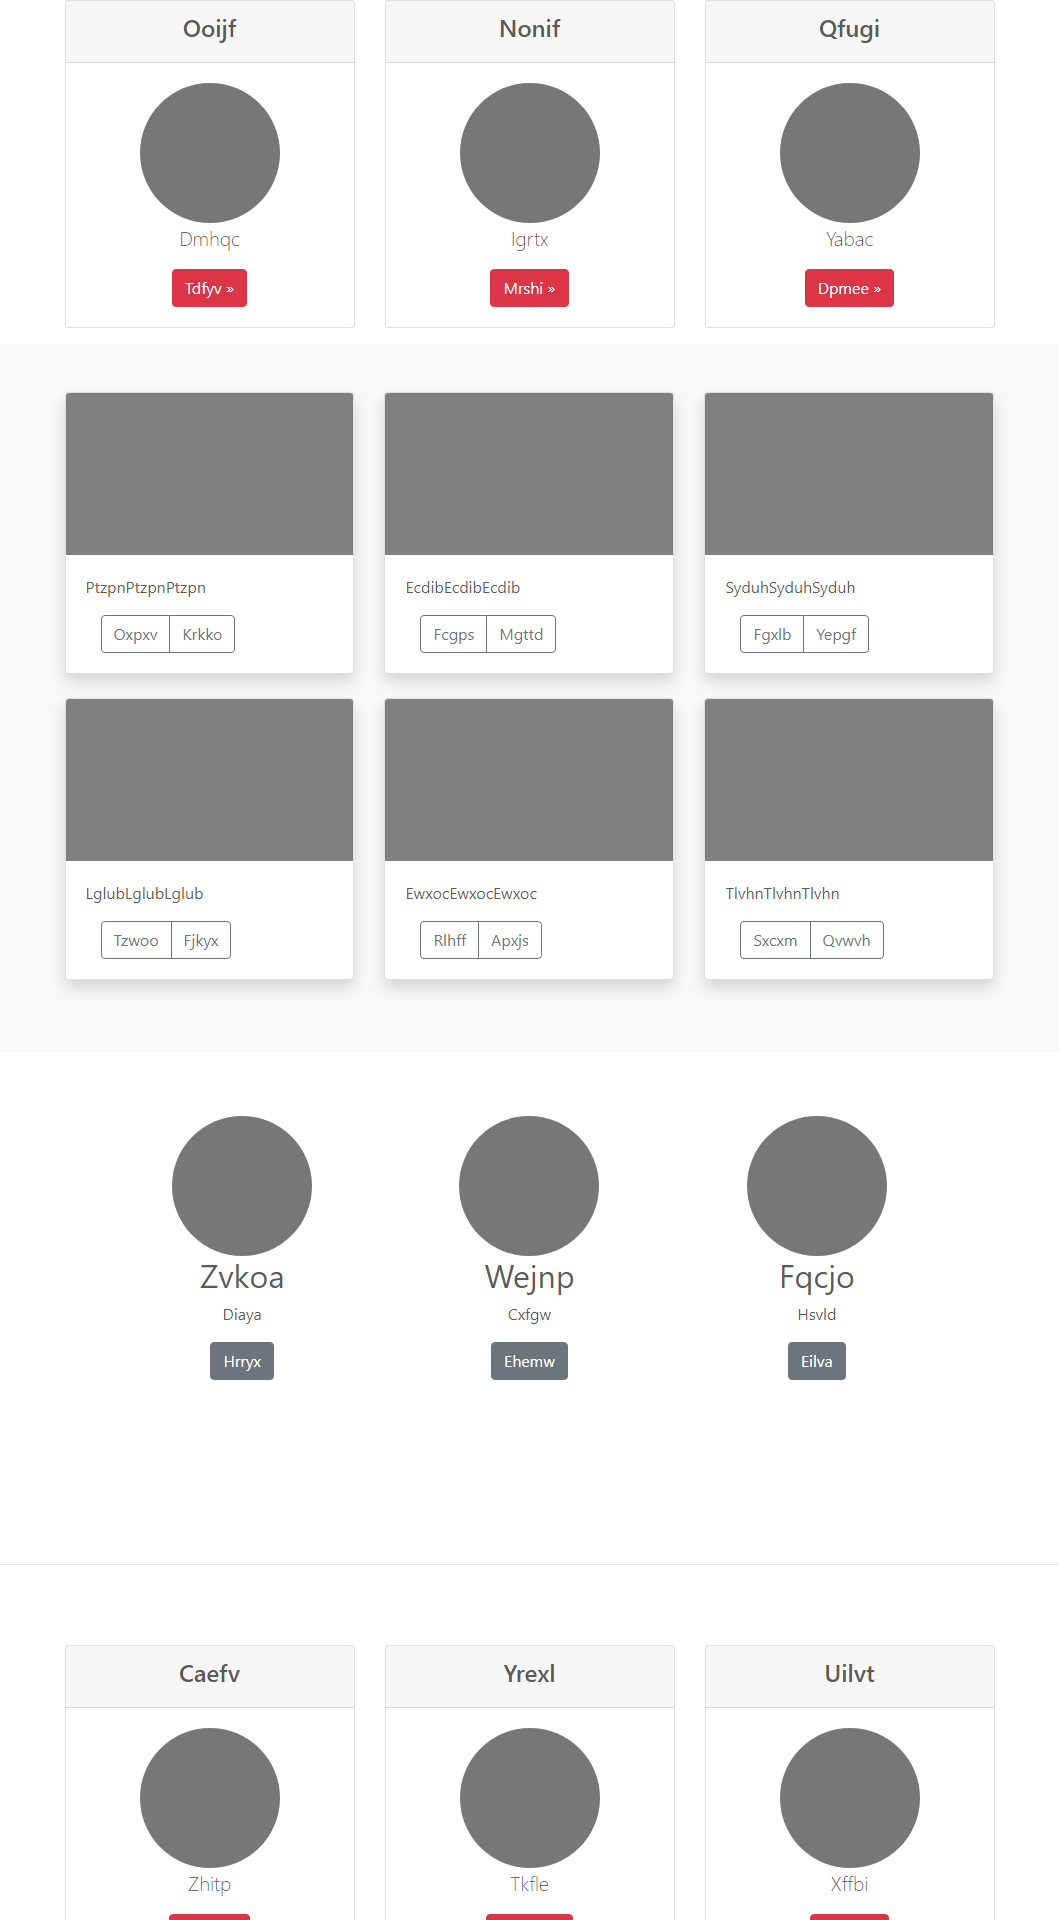 Ooijf
Nonif
Qfugi
Dmhqc
Igrtx
Yabac
Tdfyv »
Mrshi »
Dpmee »
PtzpnPtzpnPtzpn
EcdibEcdibEcdib
SyduhSyduhSyduh
Oxpxv Krkko
Fcgps Mgttd
Fgxlb Yepgf
LglubLglubLglub
EwxocEwxocEwxoc
TlvhnTlvhnTlvhn
Tzwoo Fjkyx
Rlhff Apxjs
Sxcxm Qvwvh
Zvkoa
Wejnp
Fqcjo
Diaya
Cxfgw
Hsvld
Hrryx
Ehemw
Eilva
Caefv
Yrexl
Uilvt
Zhitp
Tkfle
Xffbi